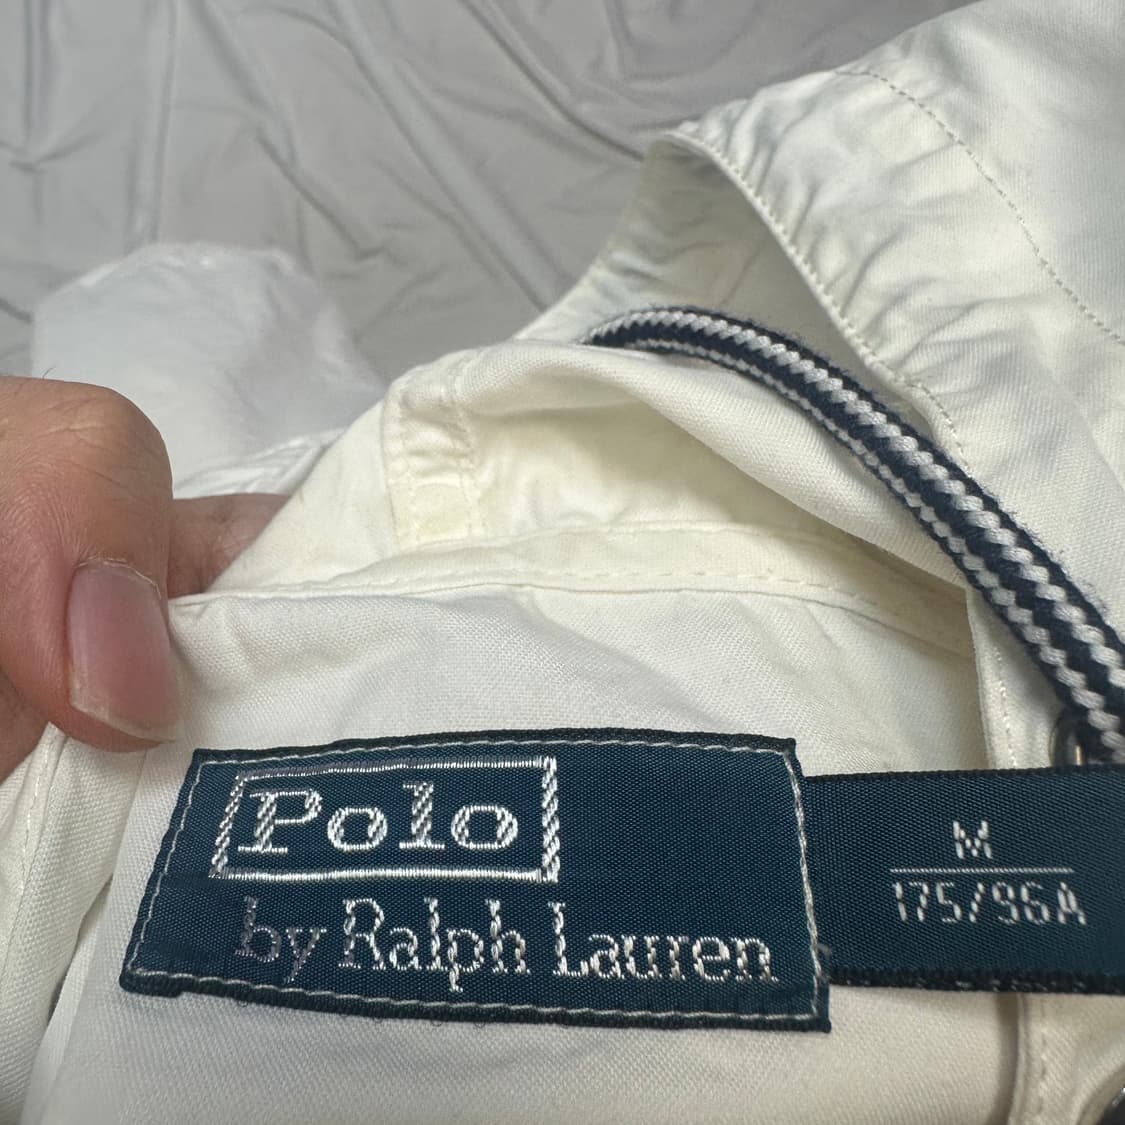 Polo
by Ralph Lauren
M
175/96A